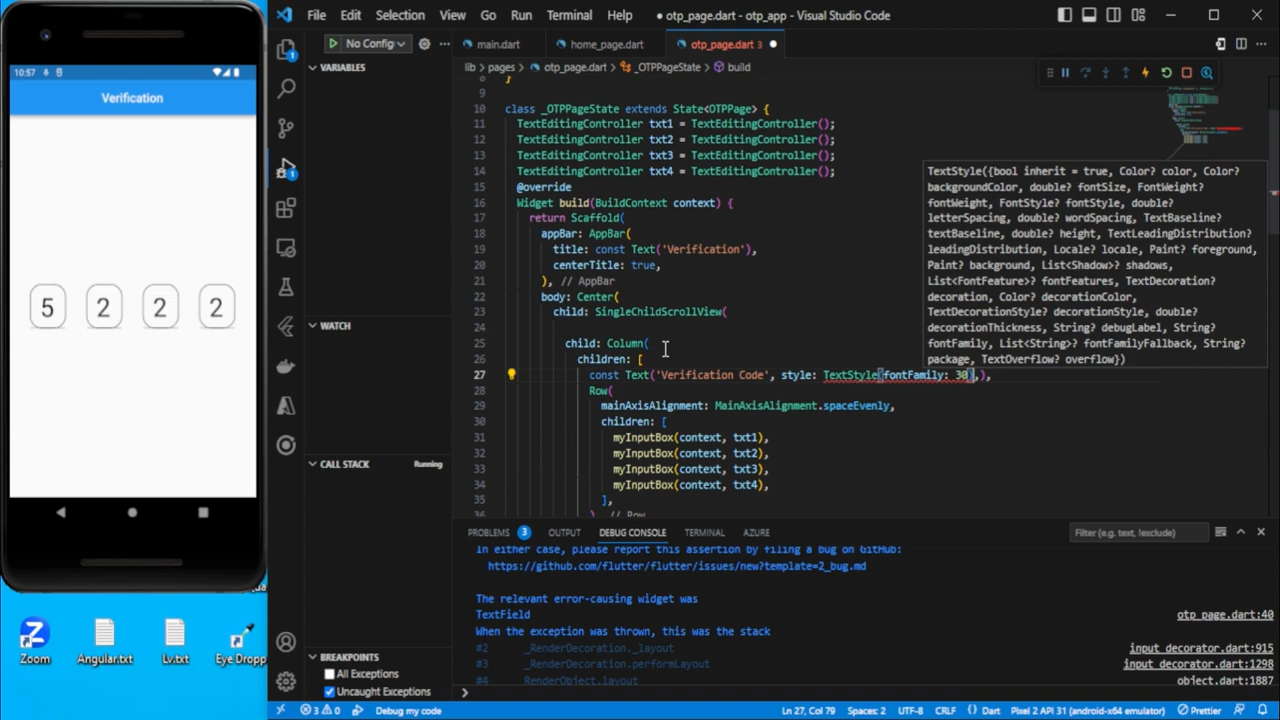 10:57
Verification
5 2 2 2
Zoom
Angular.txt
Lv.txt
Eye Dropp
File Edit Selection View Go Run Terminal Help
● otp_page.dart - otp_app - Visual Studio Code
No Config
main.dart
home_page.dart
otp_page.dart 3
lib > pages > otp_page.dart > _OTPPageState > build
VARIABLES
WATCH
CALL STACK Running
BREAKPOINTS
All Exceptions
Uncaught Exceptions
9
10 class _OTPPageState extends State<OTPPage> {
11 TextEditingController txt1 = TextEditingController();
12 TextEditingController txt2 = TextEditingController();
13 TextEditingController txt3 = TextEditingController();
14 TextEditingController txt4 = TextEditingController();
15 @override
16 Widget build(BuildContext context) {
17 return Scaffold(
18 appBar: AppBar(
19 title: const Text('Verification'),
20 centerTitle: true,
21 ), // AppBar
22 body: Center(
23 child: SingleChildScrollView(
24
25 child: Column(
26 children: [
27 const Text('Verification Code', style: TextStyle(fontFamily: 30),),
28 Row(
29 mainAxisAlignment: MainAxisAlignment.spaceEvenly,
30 children: [
31 myInputBox(context, txt1),
32 myInputBox(context, txt2),
33 myInputBox(context, txt3),
34 myInputBox(context, txt4),
35 ],
) // Row
TextStyle({bool inherit = true, Color? color, Color?
backgroundColor, double? fontSize, FontWeight?
fontWeight, FontStyle? fontStyle, double?
letterSpacing, double? wordSpacing, TextBaseline?
textBaseline, double? height, TextLeadingDistribution?
leadingDistribution, Locale? locale, Paint? foreground,
Paint? background, List<Shadow>? shadows,
List<FontFeature>? fontFeatures, TextDecoration?
decoration, Color? decorationColor,
TextDecorationStyle? decorationStyle, double?
decorationThickness, String? debugLabel, String?
fontFamily, List<String>? fontFamilyFallback, String?
package, TextOverflow? overflow})
PROBLEMS 3 OUTPUT DEBUG CONSOLE TERMINAL AZURE
Filter (e.g. text, !exclude)
In either case, please report this assertion by filing a bug on GitHub:
https://github.com/flutter/flutter/issues/new?template=2_bug.md
The relevant error-causing widget was
TextField otp_page.dart:40
When the exception was thrown, this was the stack
#2 _RenderDecoration._layout input_decorator.dart:915
#3 _RenderDecoration.performLayout input_decorator.dart:1298
#4 RenderObject.layout object.dart:1887
3 0 Debug my code
Ln 27, Col 79 Spaces: 2 UTF-8 CRLF Dart Pixel 2 API 31 (android-x64 emulator) Prettier